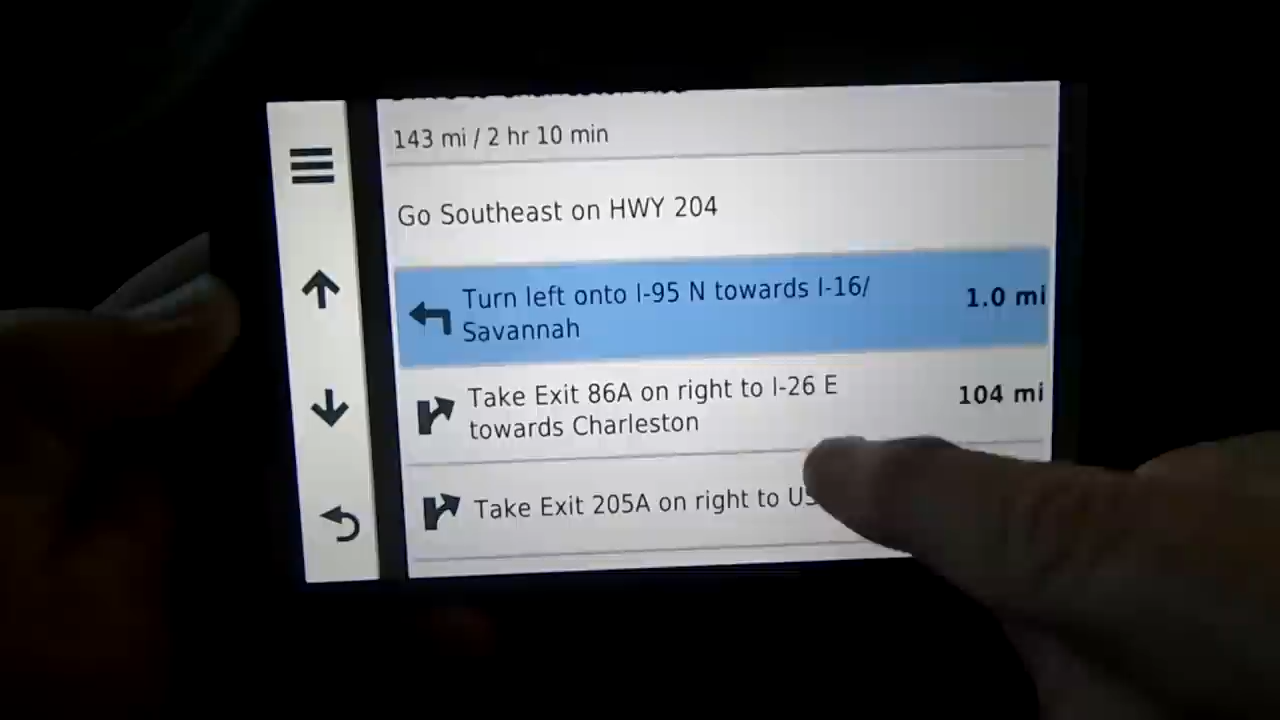 143 mi / 2 hr 10 min
Go Southeast on HWY 204
Turn left onto I-95 N towards I-16/
Savannah
1.0 mi
Take Exit 86A on right to I-26 E
towards Charleston
104 mi
Take Exit 205A on right to US